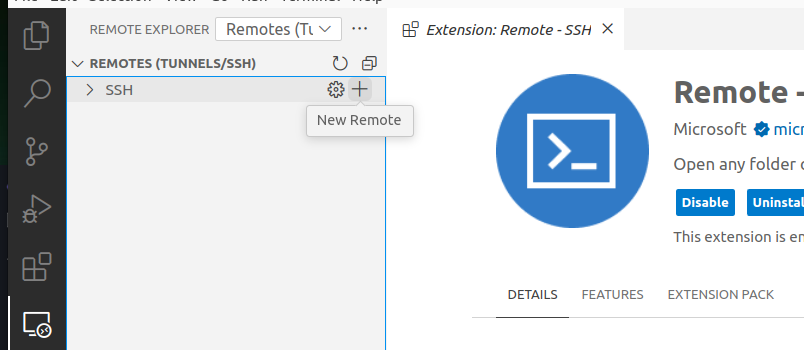 REMOTE EXPLORER
Remotes (Tu
Extension: Remote - SSH
REMOTES (TUNNELS/SSH)
SSH
New Remote
Remote -
Microsoft
micr
Open any folder
Disable
Uninstal
This extension is en
DETAILS
FEATURES
EXTENSION PACK